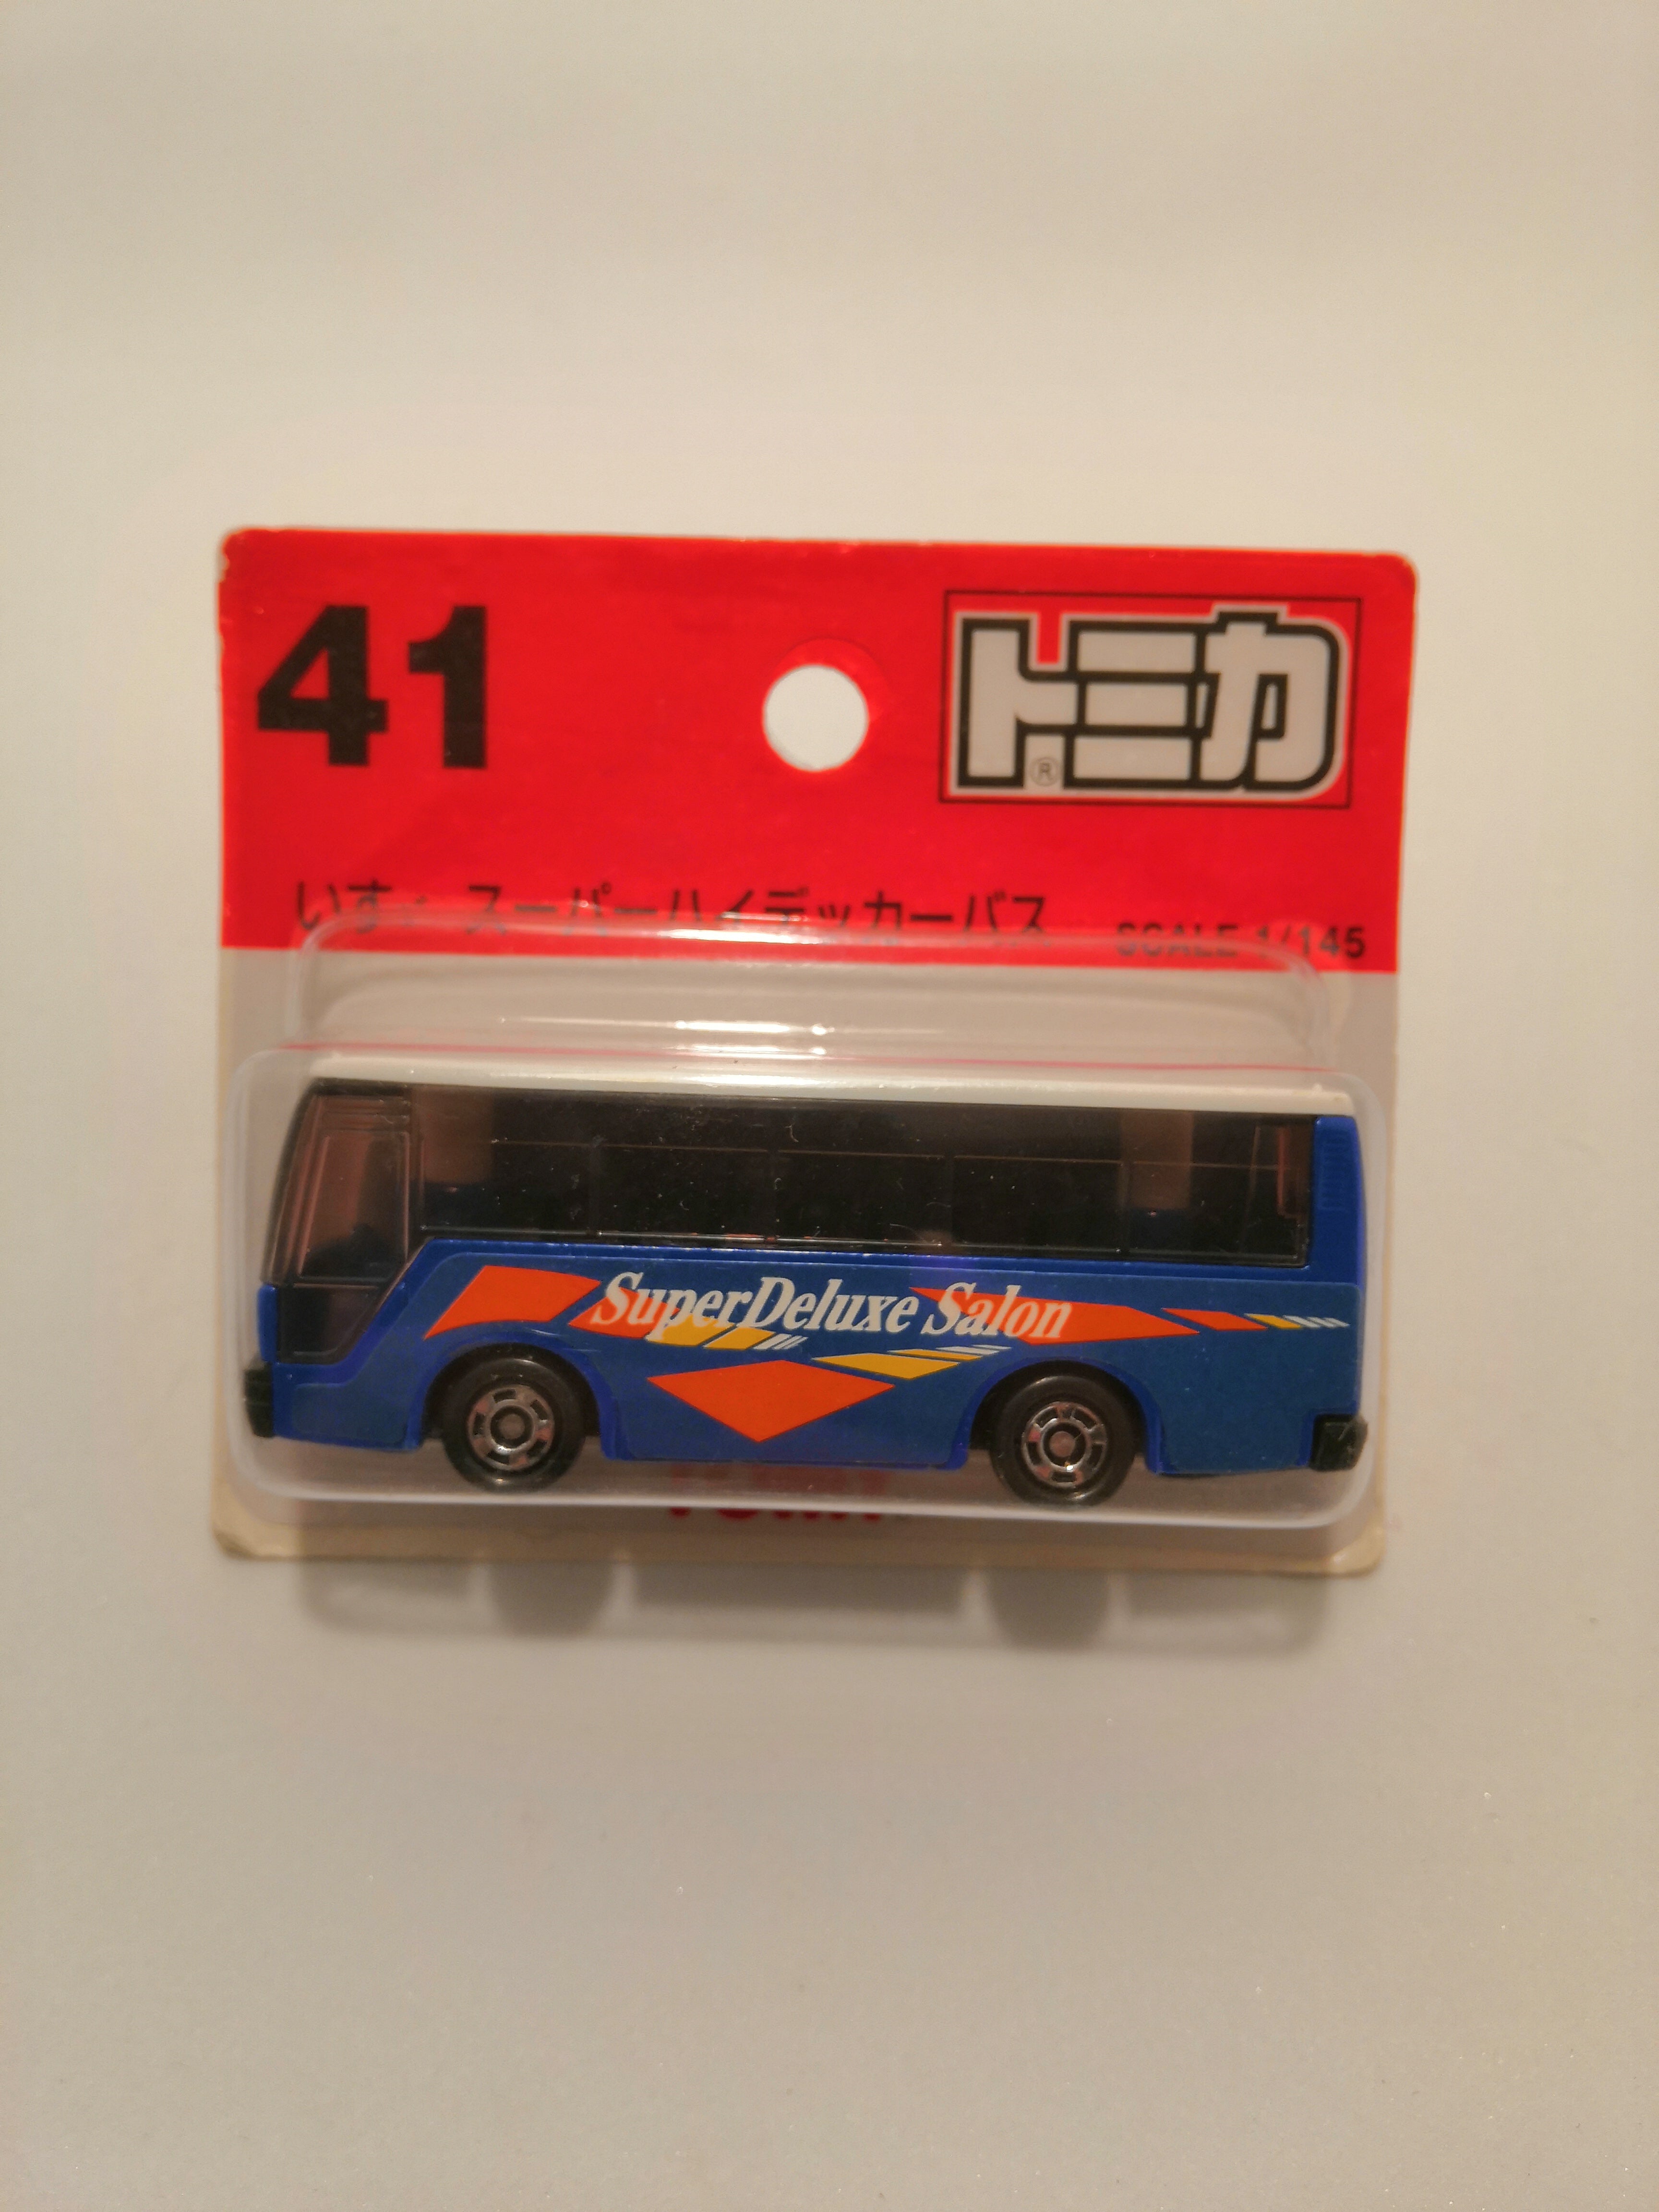 41
トミカ
®
いすゞ スーパーハイデッカーバス SCALE 1/145
SuperDeluxe Salon
TOMY